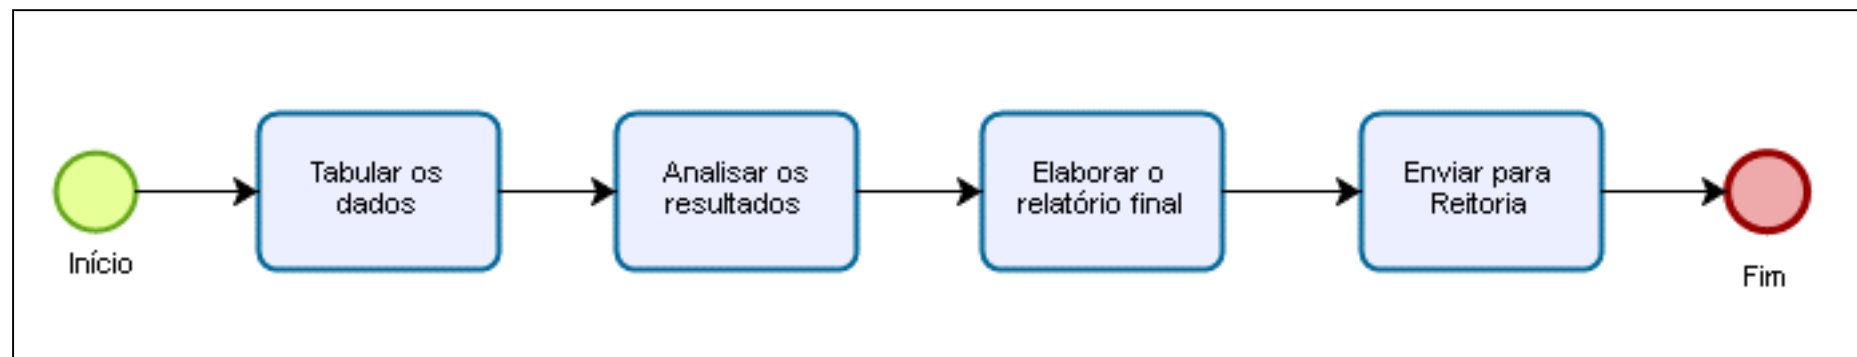 Tabular os
dados
Analisar os
resultados
Elaborar o
relatório final
Enviar para
Reitoria
Início
Fim